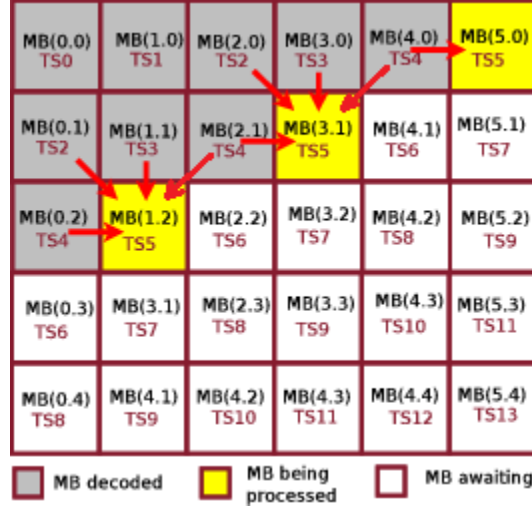 MB(0.0) MB(1.0) MB(2.0) MB(3.0) MB(4.0) MB(5.0)
TS0 TS1 TS2 TS3 TS4 TS5
MB(0.1) MB(1.1) MB(2.1) MB(3.1) MB(4.1) MB(5.1)
TS2 TS3 TS4 TS5 TS6 TS7
MB(0.2) MB(1.2) MB(2.2) MB(3.2) MB(4.2) MB(5.2)
TS4 TS5 TS6 TS7 TS8 TS9
MB(0.3) MB(3.1) MB(2.3) MB(3.3) MB(4.3) MB(5.3)
TS6 TS7 TS8 TS9 TS10 TS11
MB(0.4) MB(4.1) MB(4.2) MB(4.3) MB(4.4) MB(5.4)
TS8 TS9 TS10 TS11 TS12 TS13
MB decoded MB being MB awaiting
processed